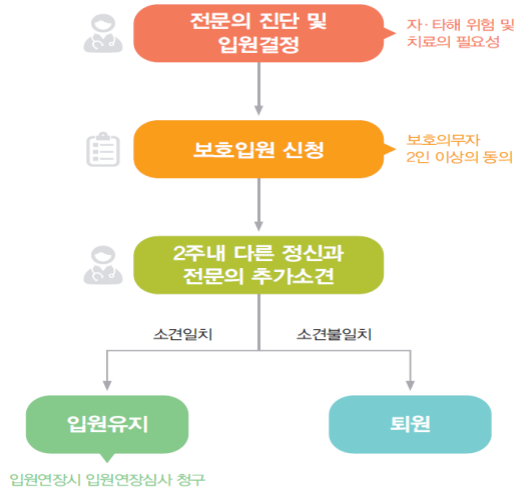 전문의 진단 및
입원결정
자·타해 위험 및
치료의 필요성
보호입원 신청
보호의무자
2인 이상의 동의
2주내 다른 정신과
전문의 추가소견
소견일치
소견불일치
입원유지
퇴원
입원연장시 입원연장심사 청구